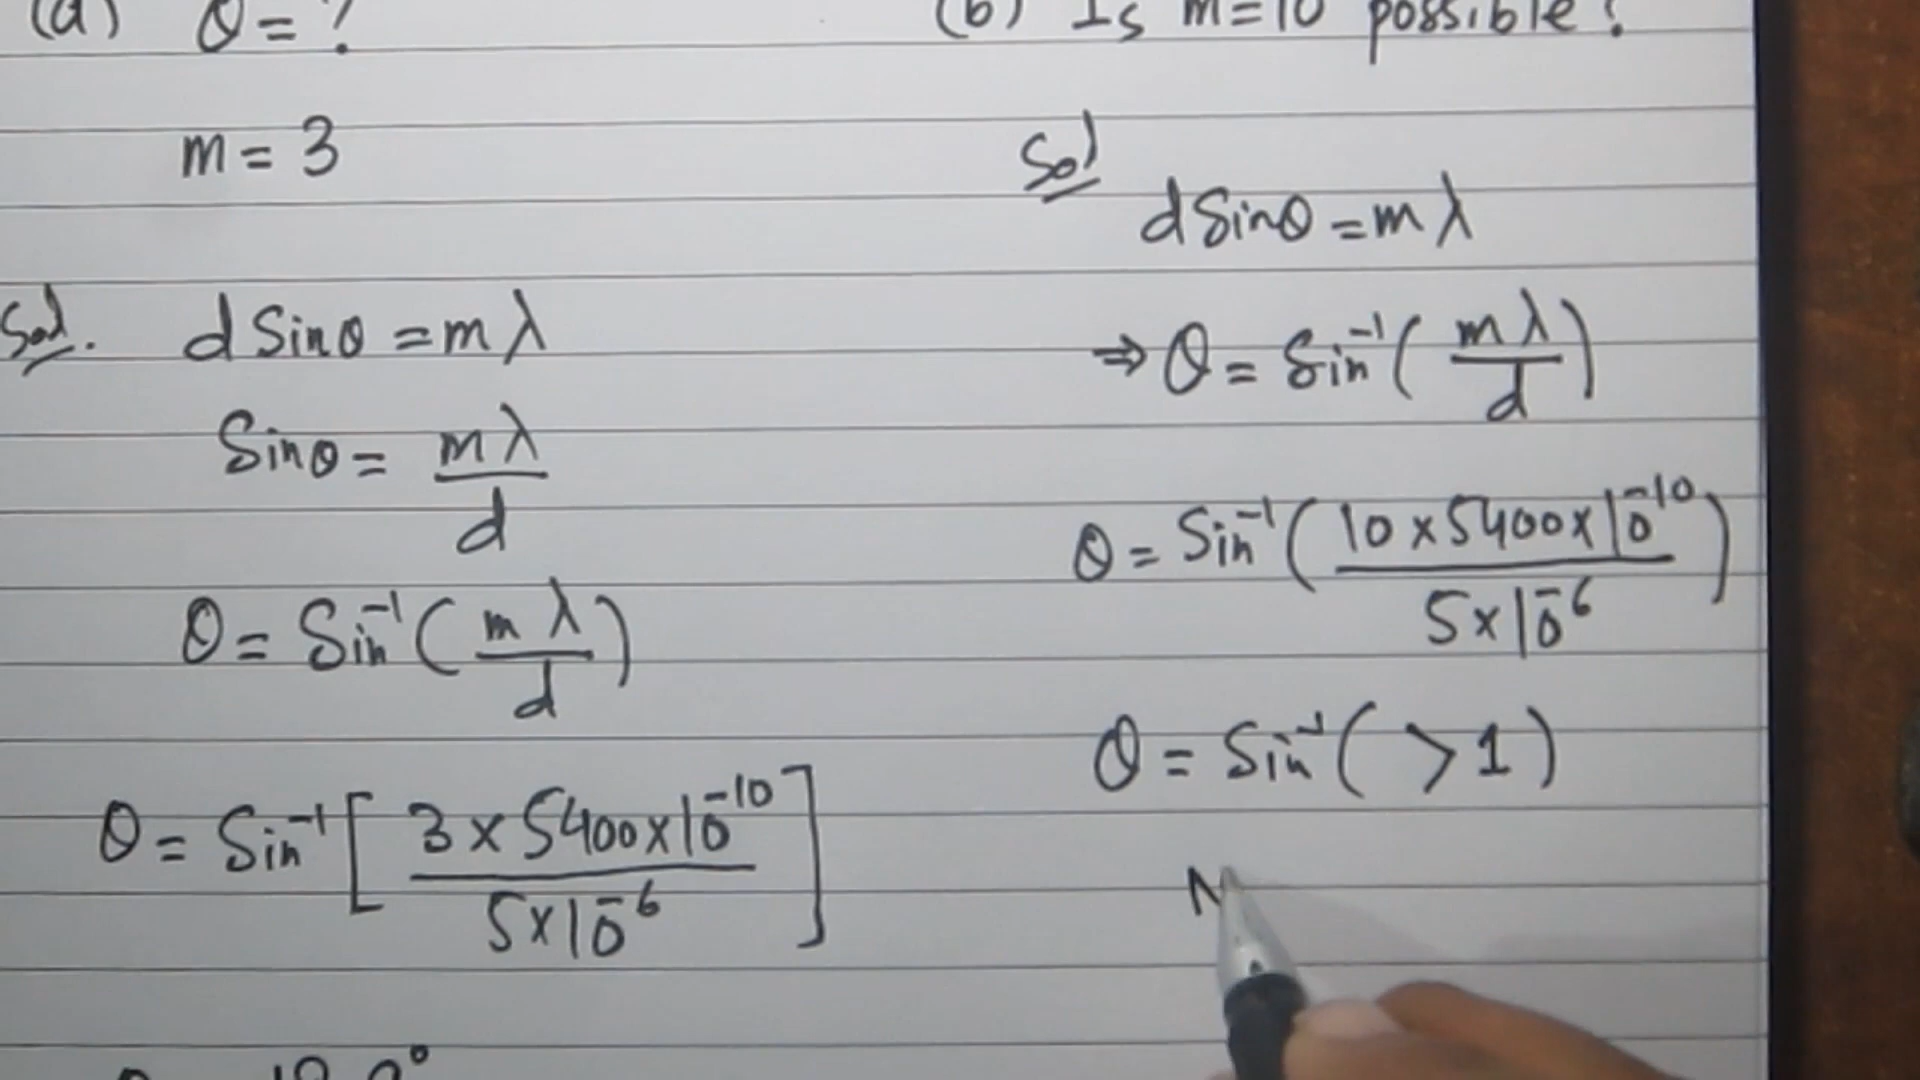 (a) θ = ?
m = 3
Sol. d Sinθ = mλ
Sinθ = mλ/d
θ = Sin⁻¹(mλ/d)
θ = Sin⁻¹[3 × 5400 × 10⁻¹⁰ / 5 × 10⁻⁶]
(b) Is m = 10 possible?
Sol
d Sinθ = mλ
⇒ θ = Sin⁻¹(mλ/d)
θ = Sin⁻¹(10 × 5400 × 10⁻¹⁰ / 5 × 10⁻⁶)
θ = Sin⁻¹( > 1)
N